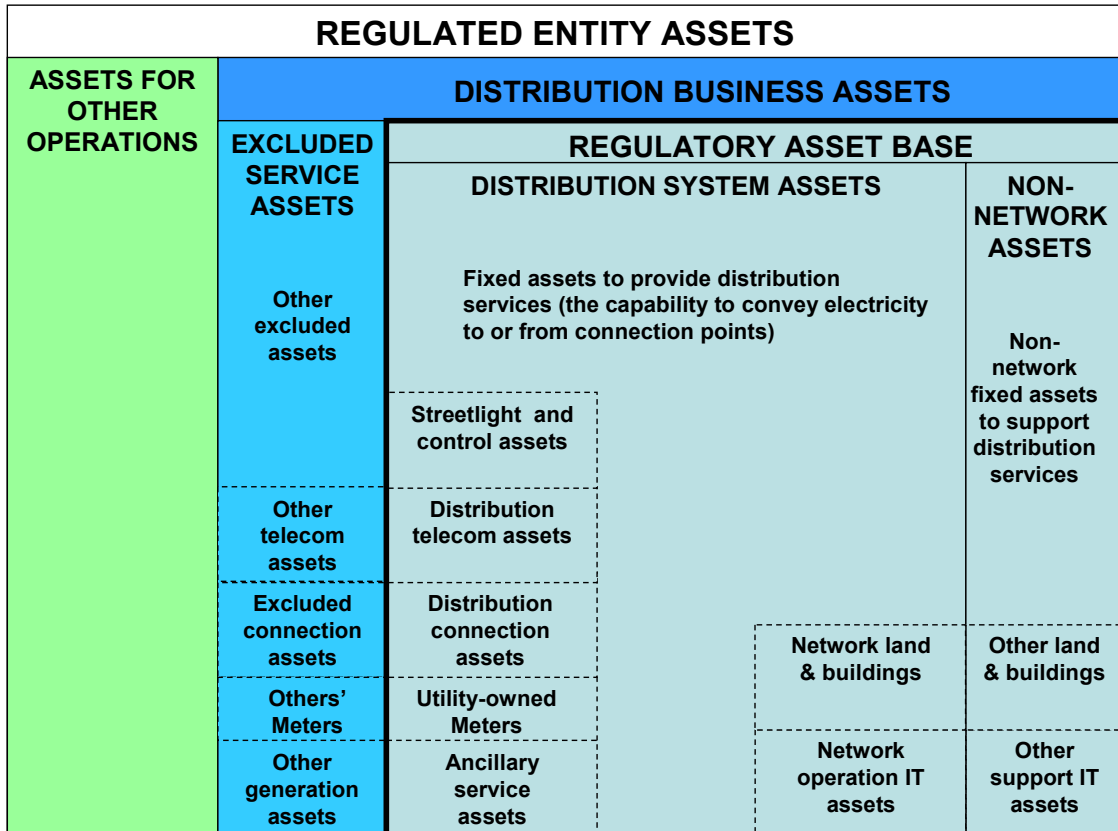 REGULATED ENTITY ASSETS
ASSETS FOR
OTHER
OPERATIONS
DISTRIBUTION BUSINESS ASSETS
EXCLUDED
SERVICE
ASSETS
REGULATORY ASSET BASE
DISTRIBUTION SYSTEM ASSETS
NON-
NETWORK
ASSETS
Other
excluded
assets
Fixed assets to provide distribution
services (the capability to convey electricity
to or from connection points)
Non-
network
fixed assets
to support
distribution
services
Streetlight and
control assets
Other
telecom
assets
Distribution
telecom assets
Excluded
connection
assets
Distribution
connection
assets
Network land
& buildings
Other land
& buildings
Others'
Meters
Utility-owned
Meters
Other
generation
assets
Ancillary
service
assets
Network
operation IT
assets
Other
support IT
assets